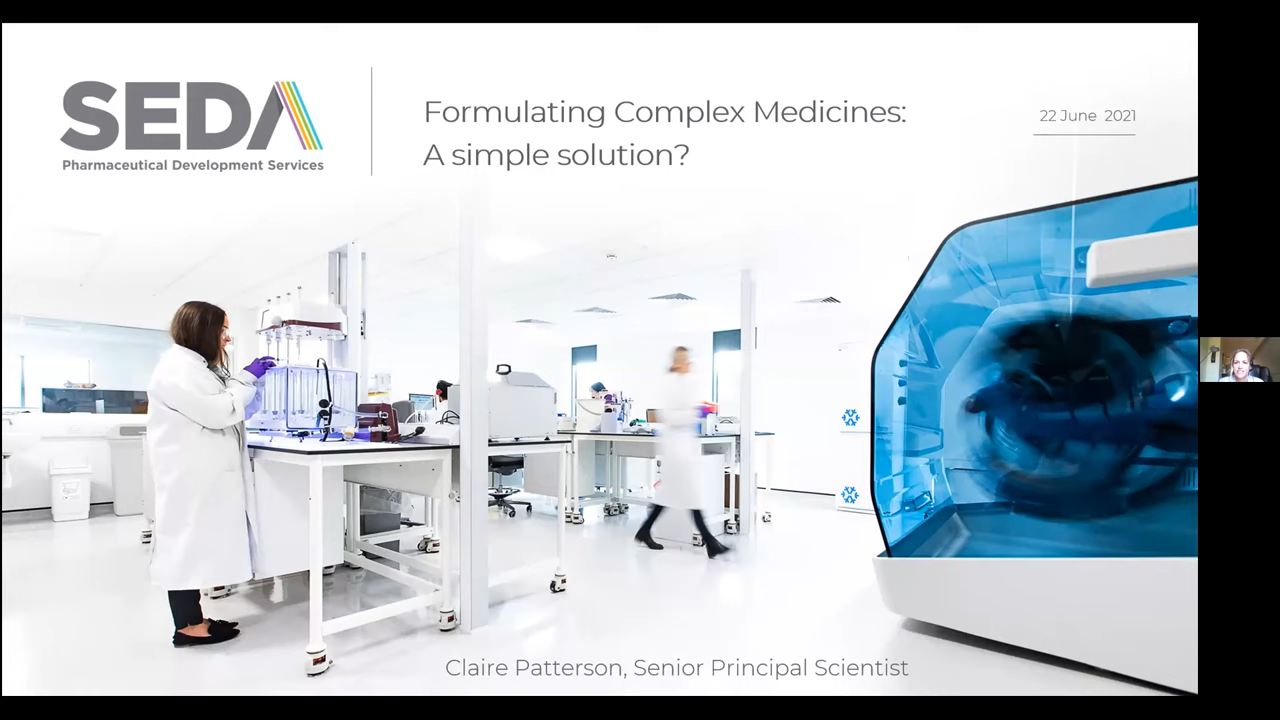 SEDA
Pharmaceutical Development Services
Formulating Complex Medicines:
A simple solution?
22 June 2021
Claire Patterson, Senior Principal Scientist